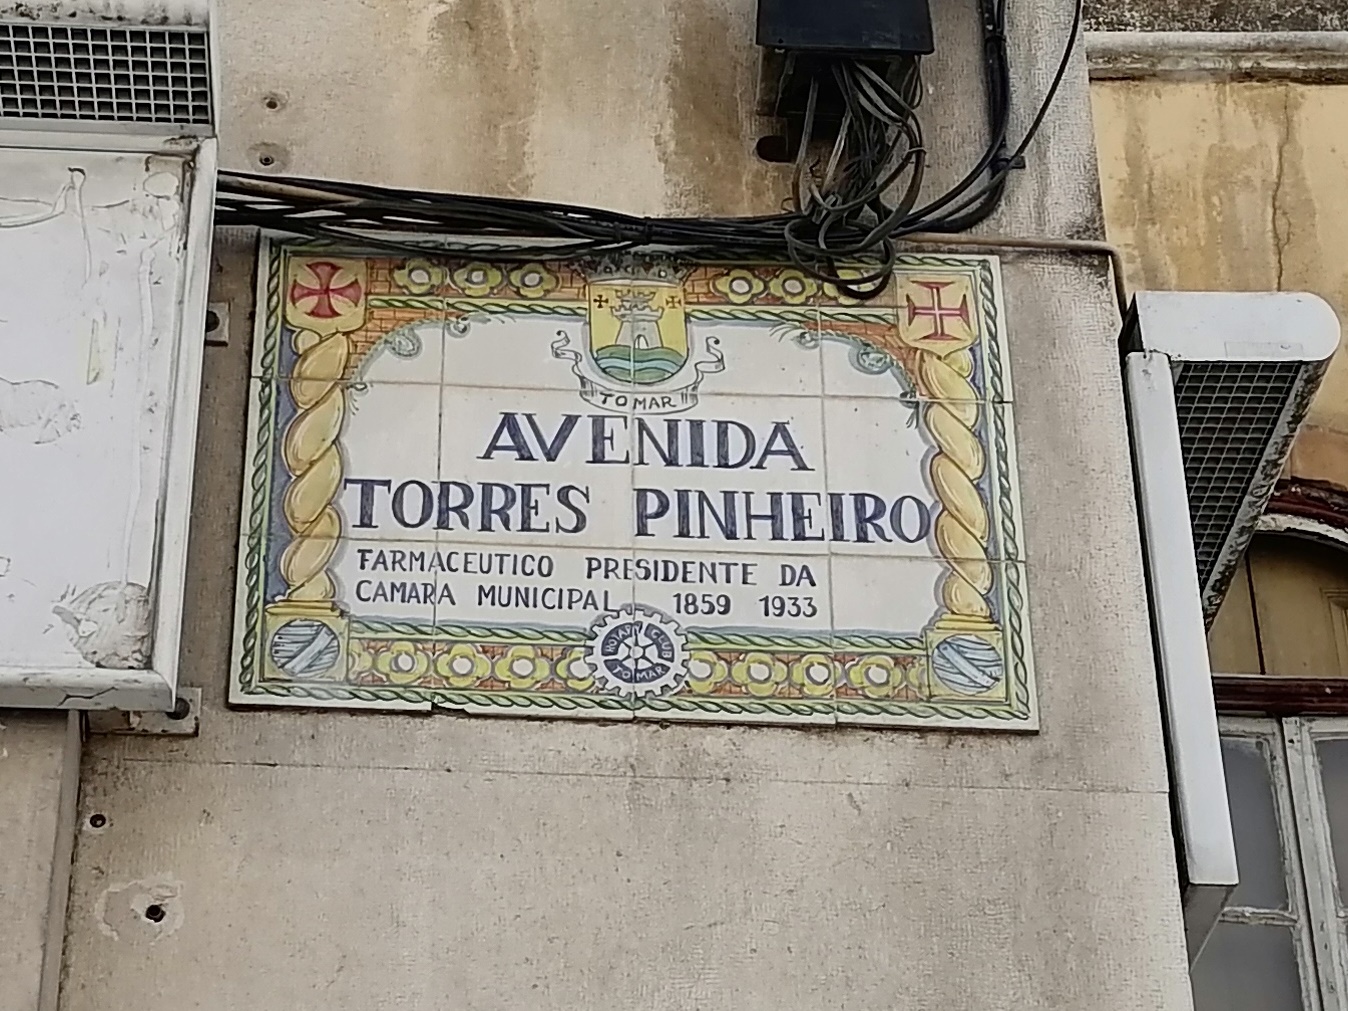 TOMAR
AVENIDA
TORRES PINHEIRO
FARMACEUTICO PRESIDENTE DA
CAMARA MUNICIPAL 1859 1933
ROTARY CLUB
TOMAR